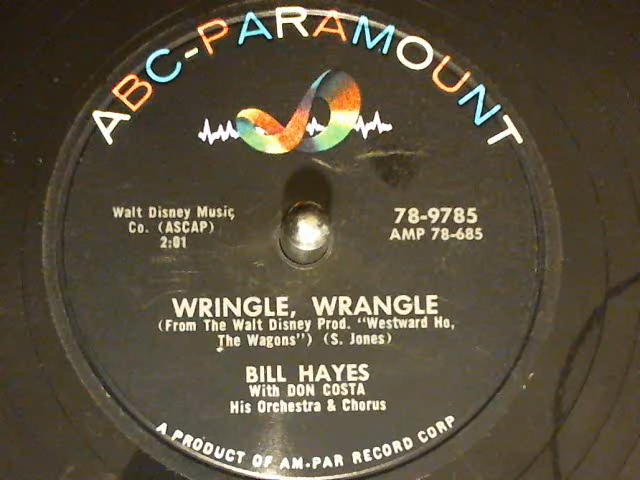 ABC-PARAMOUNT
Walt Disney Music
Co. (ASCAP)
2:01
78-9785
AMP 78-685
WRINGLE, WRANGLE
(From The Walt Disney Prod. "Westward Ho,
The Wagons") (S. Jones)
BILL HAYES
With DON COSTA
His Orchestra & Chorus
A PRODUCT OF AM-PAR RECORD CORP